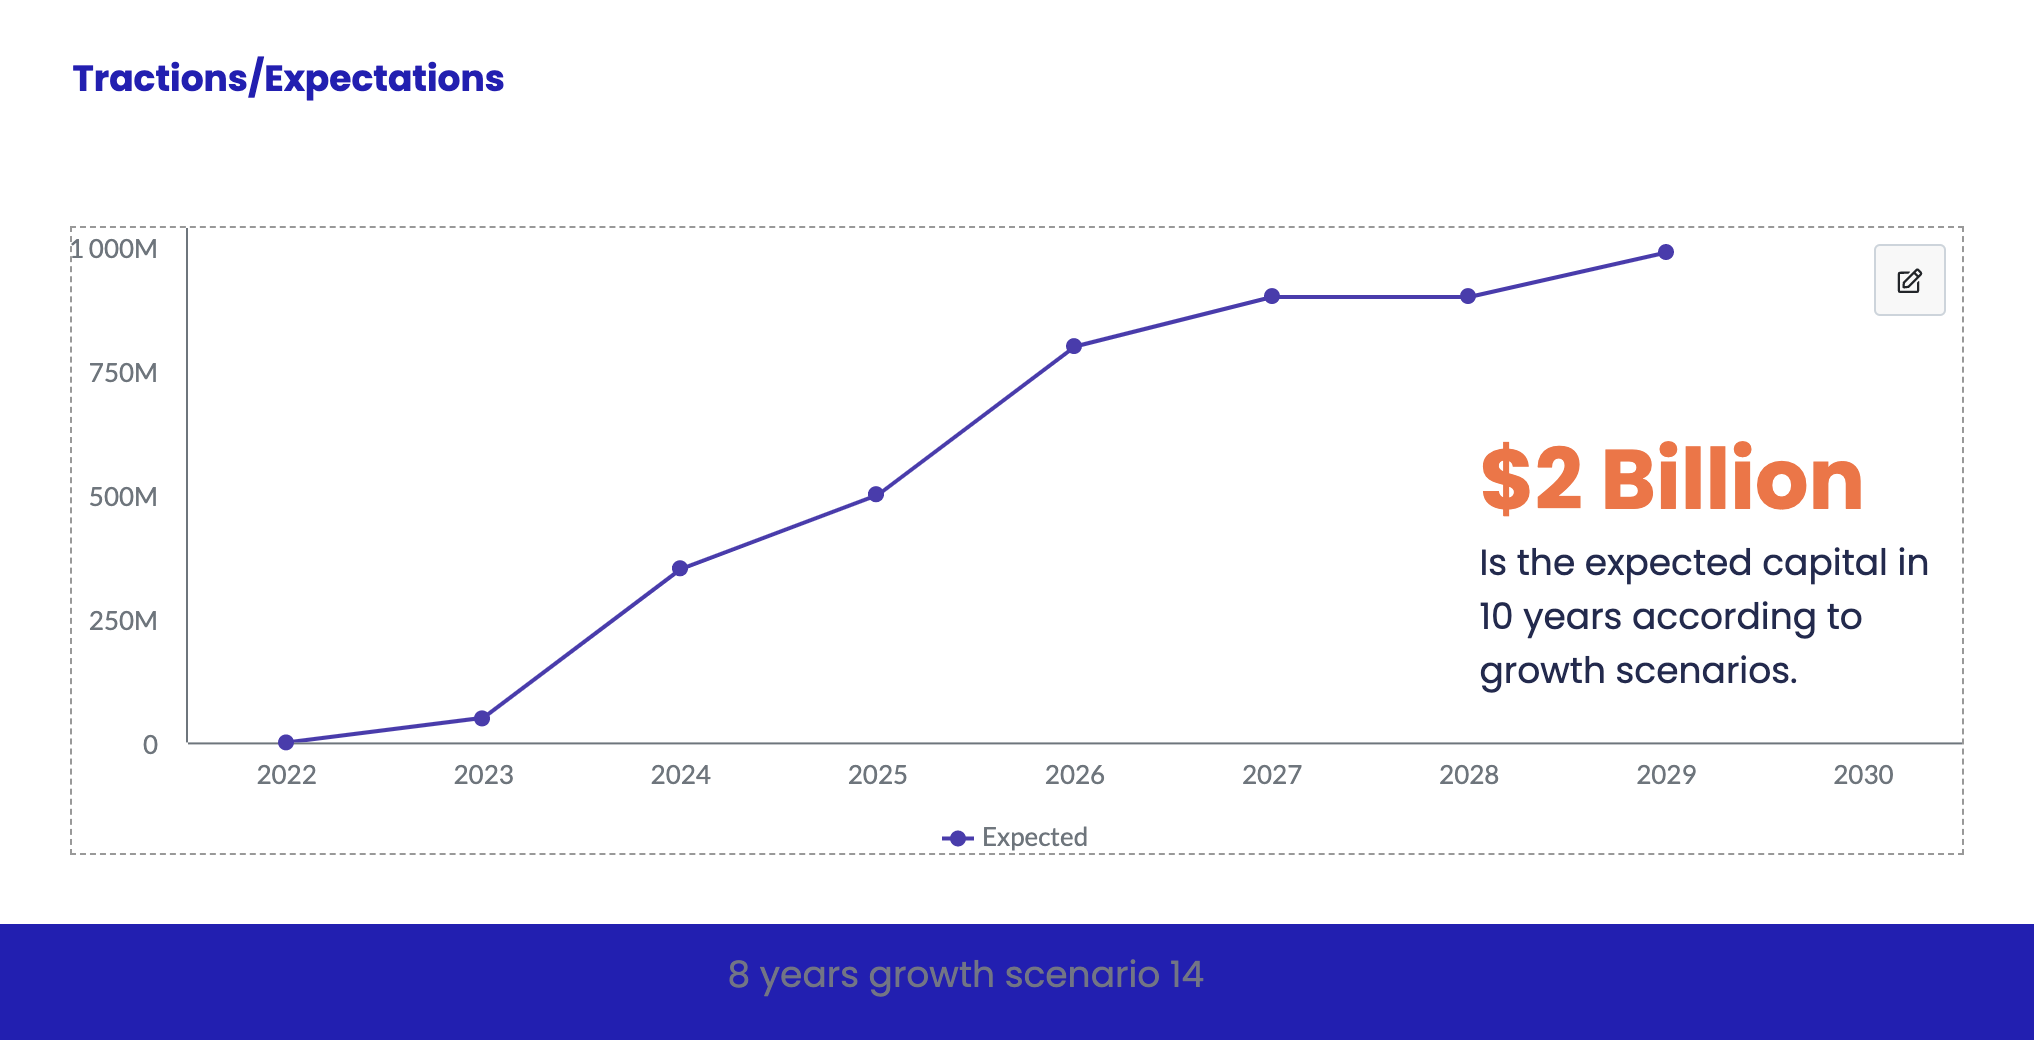 Tractions/Expectations
1 000M
750M
500M
250M
0
$2 Billion
Is the expected capital in
10 years according to
growth scenarios.
2022 2023 2024 2025 2026 2027 2028 2029 2030
Expected
8 years growth scenario 14